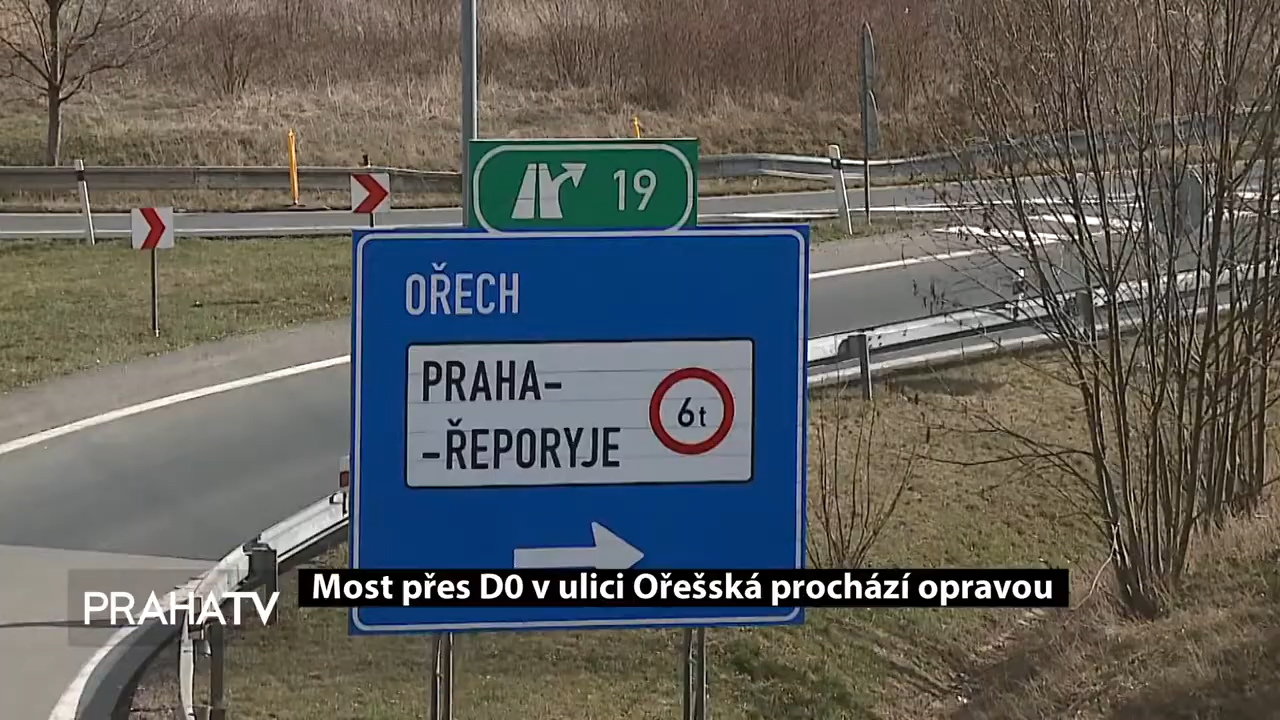 19
OŘECH
PRAHA-
-ŘEPORYJE
6t
Most přes D0 v ulici Ořešská prochází opravou
PRAHATV